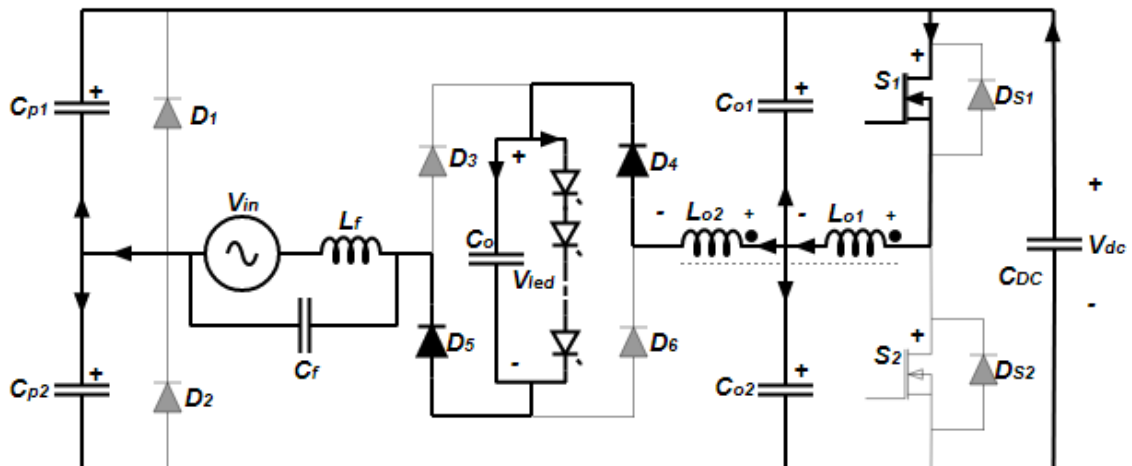 +
S1
+
Cp1
+
D1
Co1
+
DS1
D3
+
D4
+
Vin
Lf
-
Lo2
+
-
Lo1
+
Co
Vled
CDC
Vdc
-
Cf
D5
-
D6
S2
+
DS2
Cp2
+
D2
Co2
+